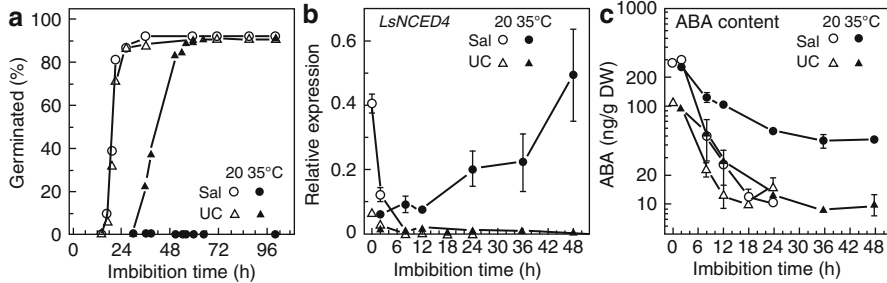 a
Germinated (%)
100
80
60
40
20
0
20 35°C
Sal
UC
0 24 48 72 96
Imbibition time (h)
b
LsNCED4
20 35°C
Sal
UC
Relative expression
0.6
0.4
0.2
0
0 6 12 18 24 30 36 42 48
Imbibition time (h)
c
ABA content
20 35°C
Sal
UC
ABA (ng/g DW)
1000
300
200
100
20
10
0 6 12 18 24 30 36 42 48
Imbibition time (h)